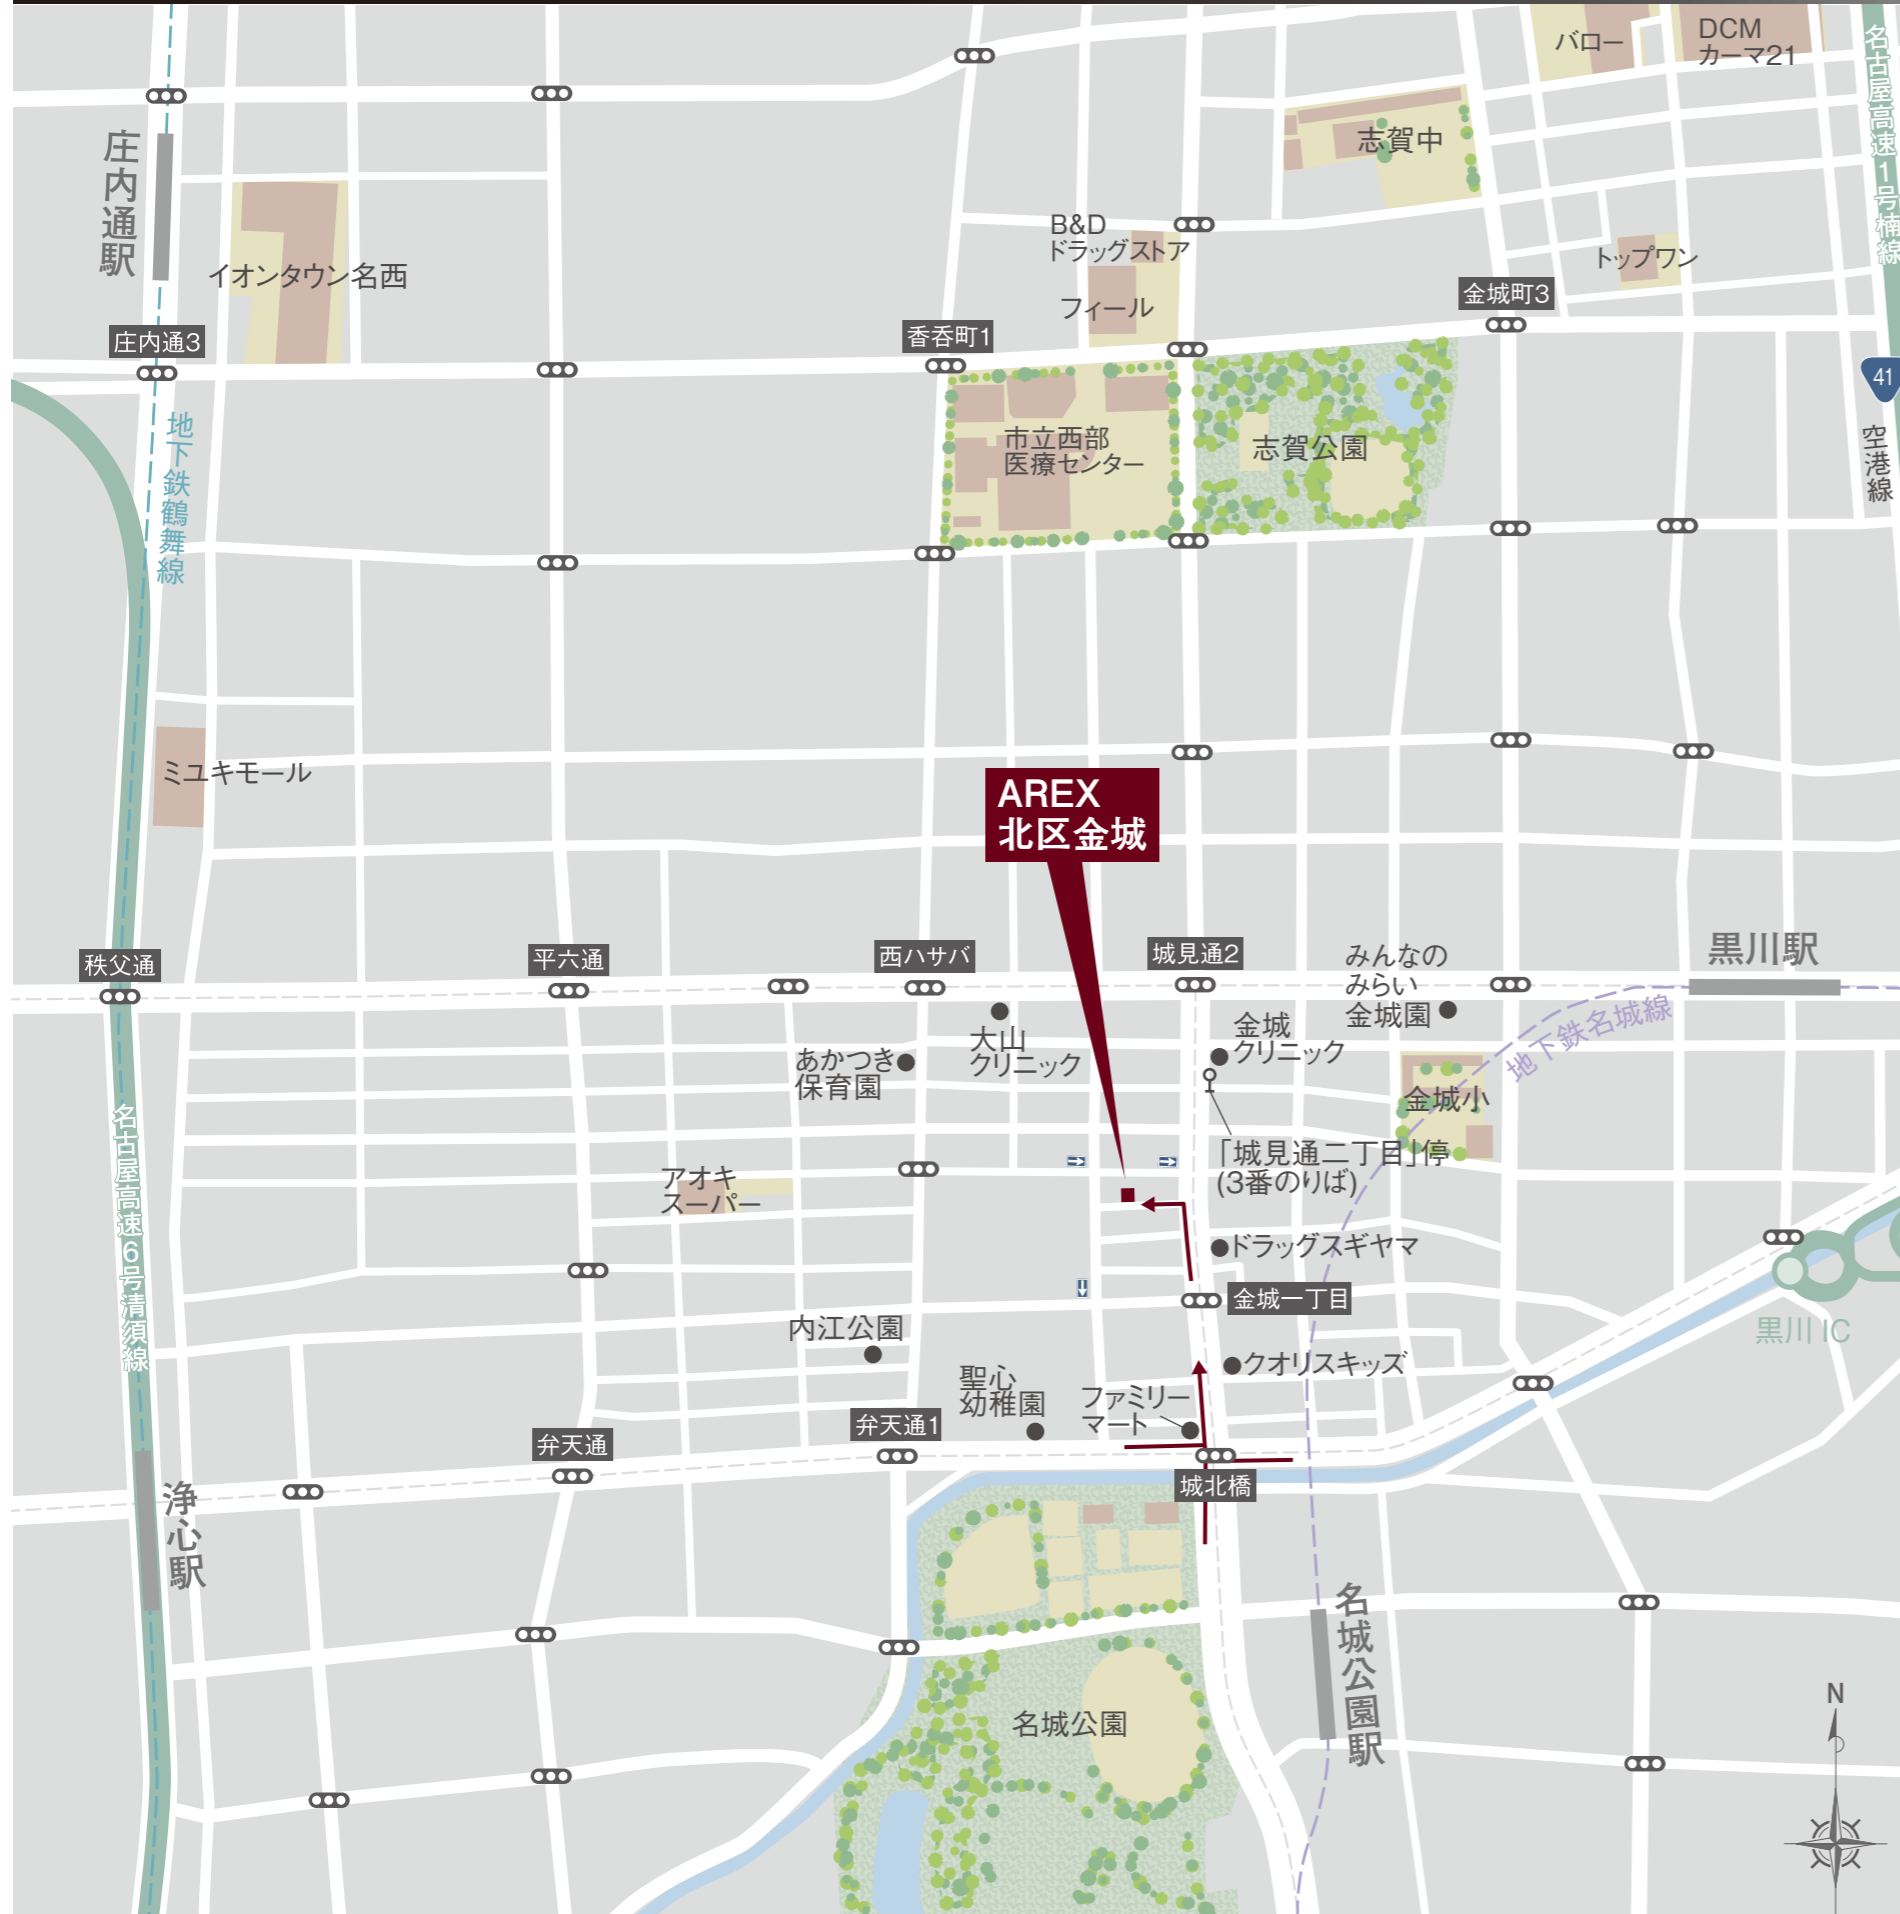 バロー
DCM
カーマ21
名古屋高速1号楠線
志賀中
庄内通駅
B&D
ドラッグストア
イオンタウン名西
トップワン
フィール
金城町3
庄内通3
香呑町1
41
地下鉄鶴舞線
市立西部
医療センター
志賀公園
空港線
ミユキモール
AREX
北区金城
秩父通
平六通
西ハサバ
城見通2
みんなの
みらい
金城園
黒川駅
大山
クリニック
金城
クリニック
地下鉄名城線
あかつき
保育園
金城小
名古屋高速6号清須線
「城見通二丁目」停
(3番のりば)
アオキ
スーパー
ドラッグスギヤマ
金城一丁目
内江公園
黒川IC
クオリスキッズ
聖心
幼稚園
ファミリー
マート
弁天通
弁天通1
城北橋
浄心駅
名城公園駅
名城公園
N